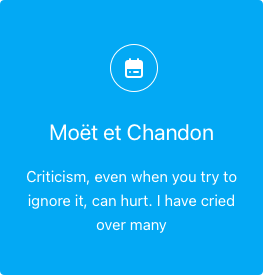 Moët et Chandon
Criticism, even when you try to
ignore it, can hurt. I have cried
over many